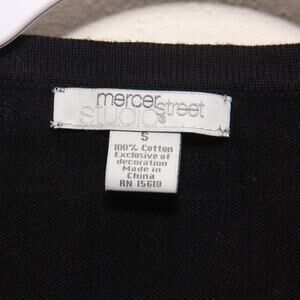 mercer street
STUDIO®
S
100% Cotton
Exclusive of
decoration
Made in
China
RN 15610